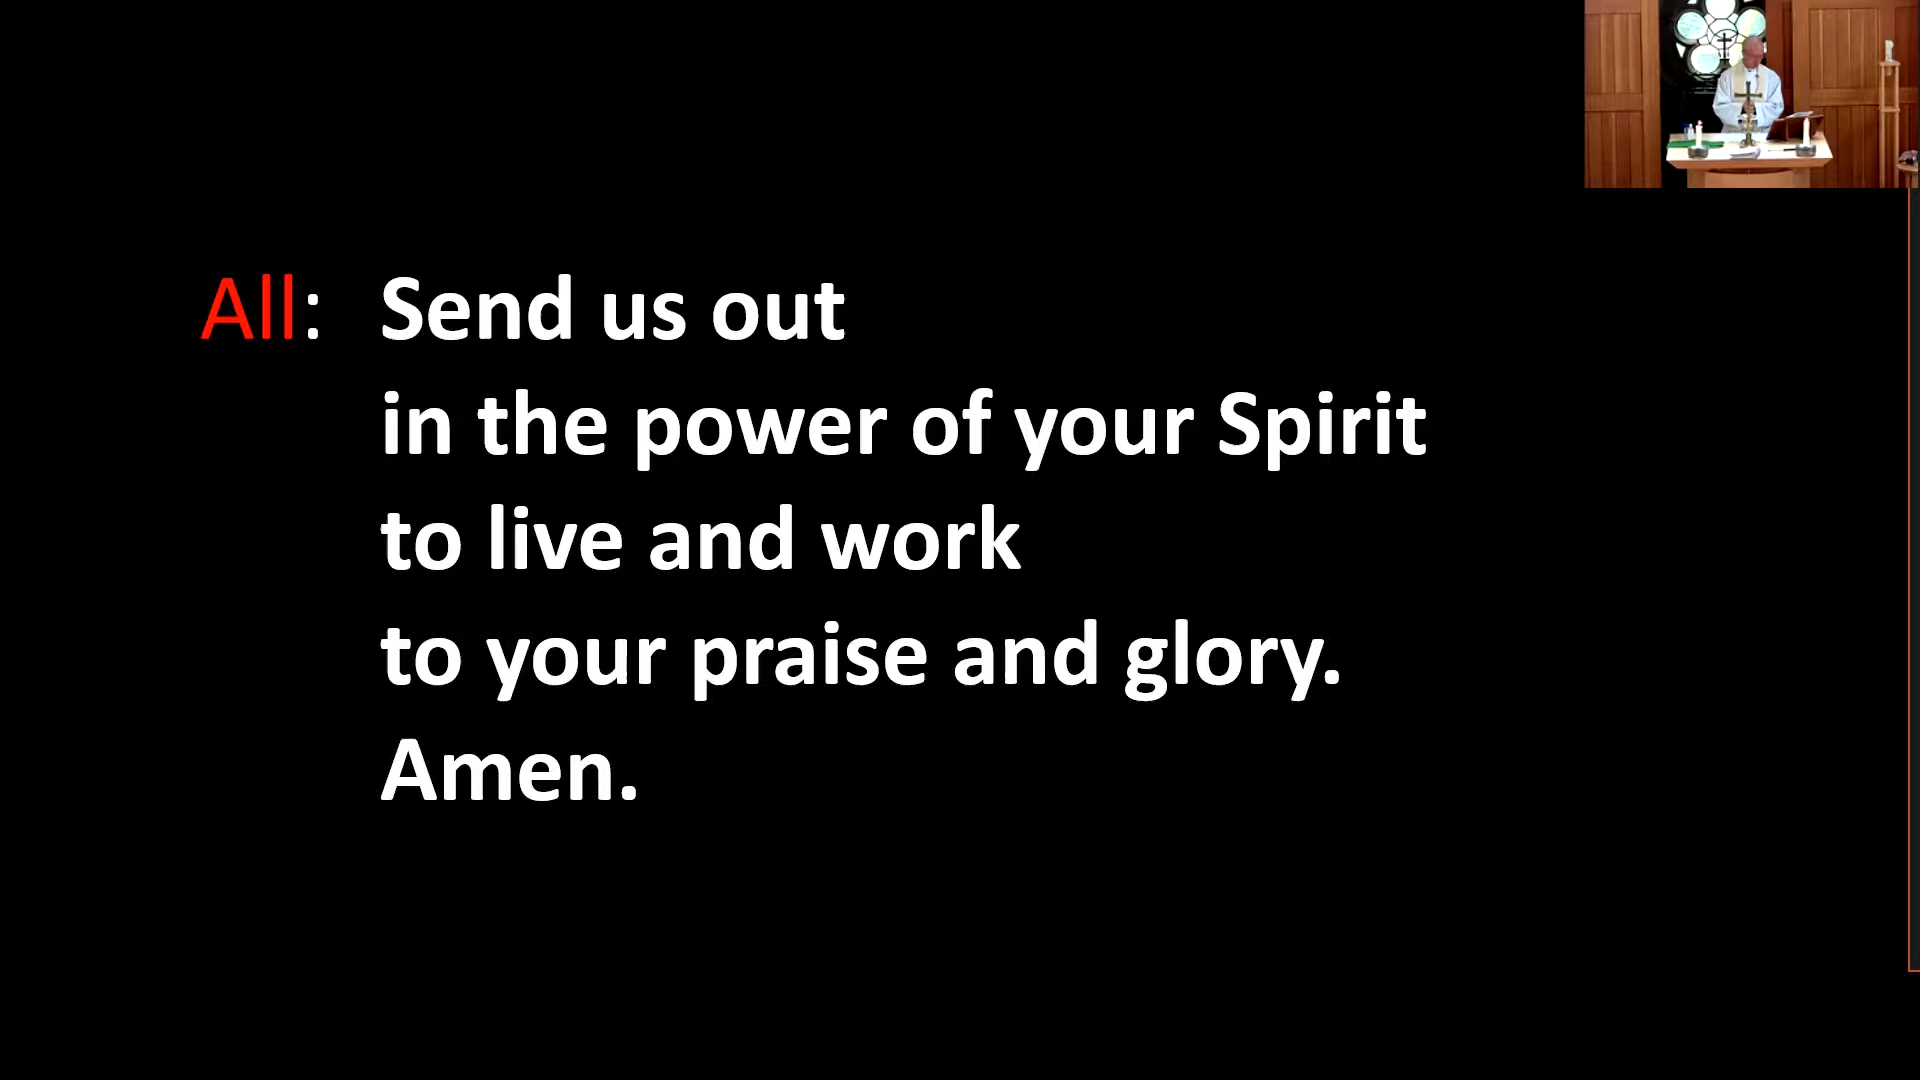 All: Send us out
in the power of your Spirit
to live and work
to your praise and glory.
Amen.